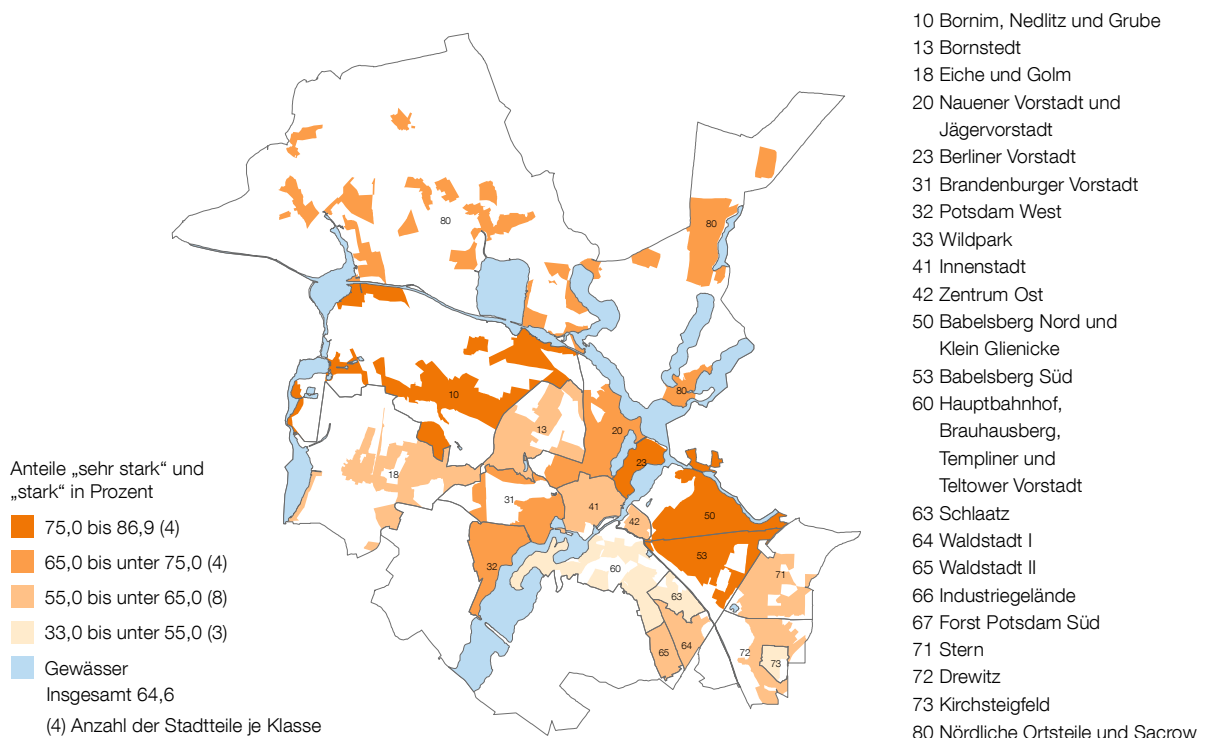 10 Bornim, Nedlitz und Grube
13 Bornstedt
18 Eiche und Golm
20 Nauener Vorstadt und
Jägervorstadt
23 Berliner Vorstadt
31 Brandenburger Vorstadt
32 Potsdam West
33 Wildpark
41 Innenstadt
42 Zentrum Ost
50 Babelsberg Nord und
Klein Glienicke
53 Babelsberg Süd
60 Hauptbahnhof,
Brauhausberg,
Templiner und
Teltower Vorstadt
63 Schlaatz
64 Waldstadt I
65 Waldstadt II
66 Industriegelände
67 Forst Potsdam Süd
71 Stern
72 Drewitz
73 Kirchsteigfeld
80 Nördliche Ortsteile und Sacrow
80
80
80
10
13
20
23
18
31
41
42
50
53
32
60
63
71
65
64
72
73
Anteile „sehr stark“ und
„stark“ in Prozent
75,0 bis 86,9 (4)
65,0 bis unter 75,0 (4)
55,0 bis unter 65,0 (8)
33,0 bis unter 55,0 (3)
Gewässer
Insgesamt 64,6
(4) Anzahl der Stadtteile je Klasse